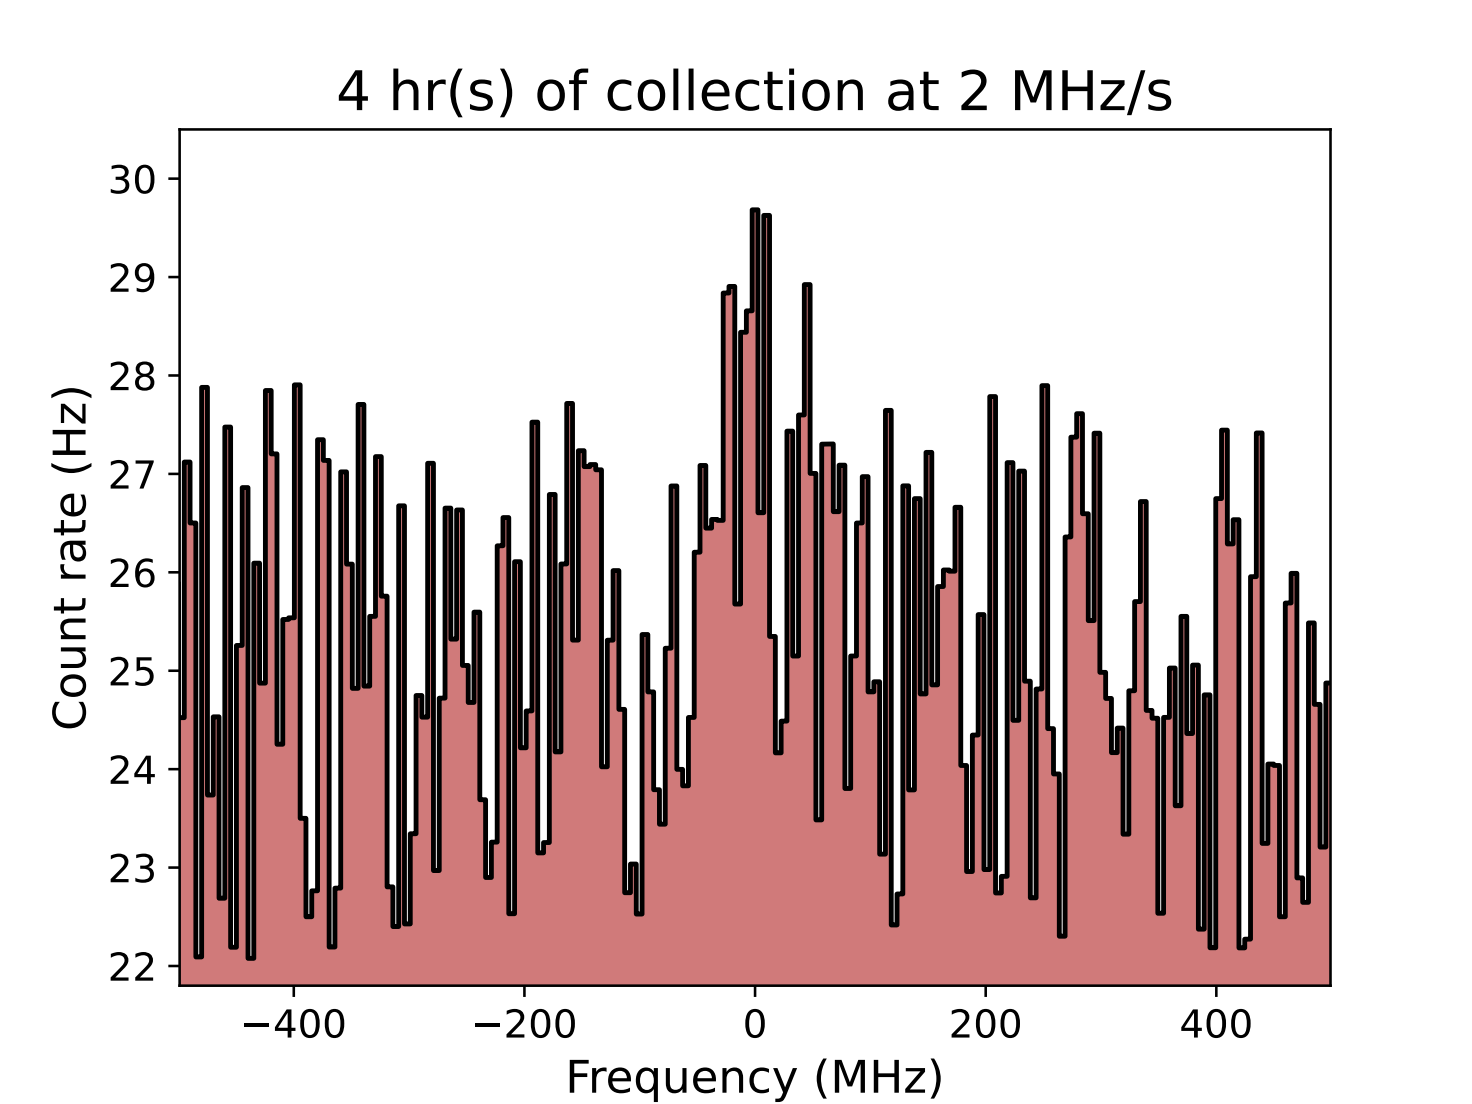 4 hr(s) of collection at 2 MHz/s
30
29
28
27
26
25
24
23
22
Count rate (Hz)
−400 −200 0 200 400
Frequency (MHz)